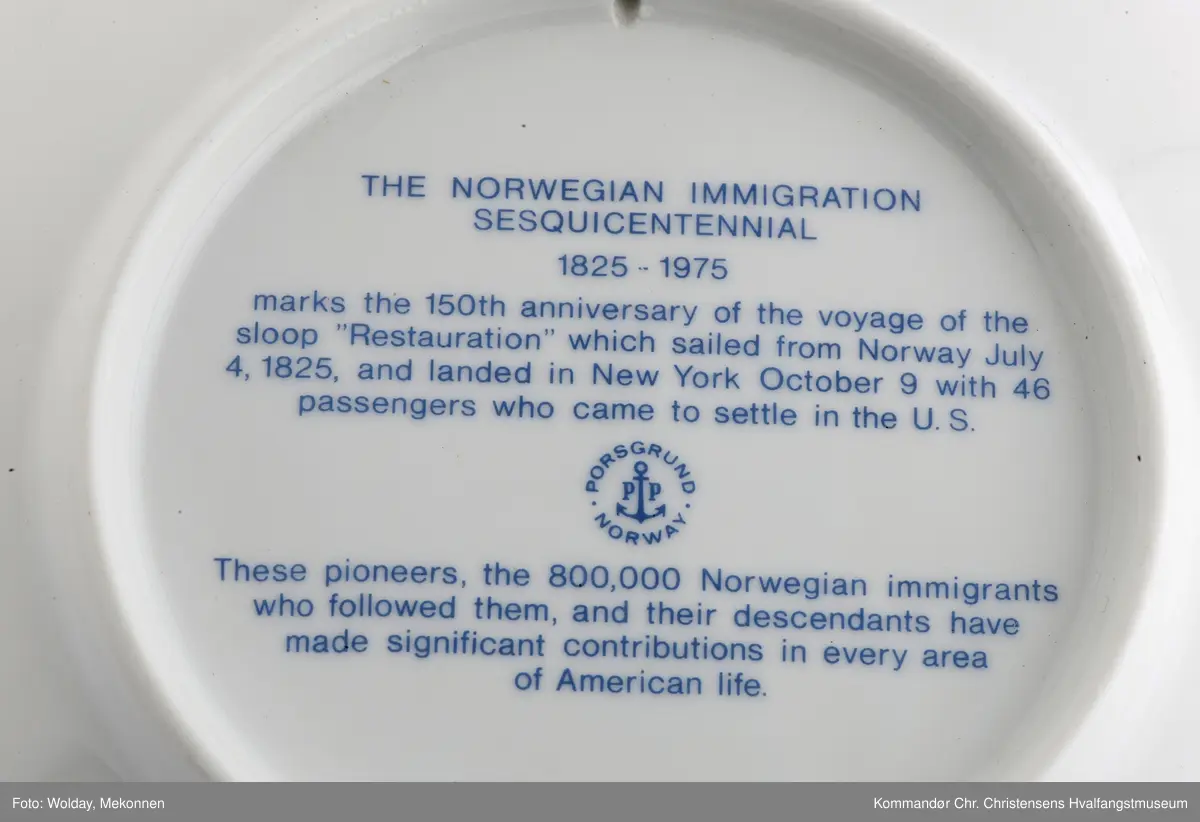 THE NORWEGIAN IMMIGRATION
SESQUICENTENNIAL
1825 - 1975
marks the 150th anniversary of the voyage of the
sloop "Restauration" which sailed from Norway July
4, 1825, and landed in New York October 9 with 46
passengers who came to settle in the U. S.
PORSGRUND
P P
· NORWAY ·
These pioneers, the 800,000 Norwegian immigrants
who followed them, and their descendants have
made significant contributions in every area
of American life.
Foto: Wolday, Mekonnen
Kommandør Chr. Christensens Hvalfangstmuseum